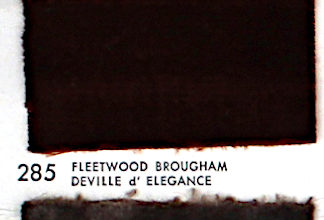 285 FLEETWOOD BROUGHAM
DEVILLE d' ELEGANCE